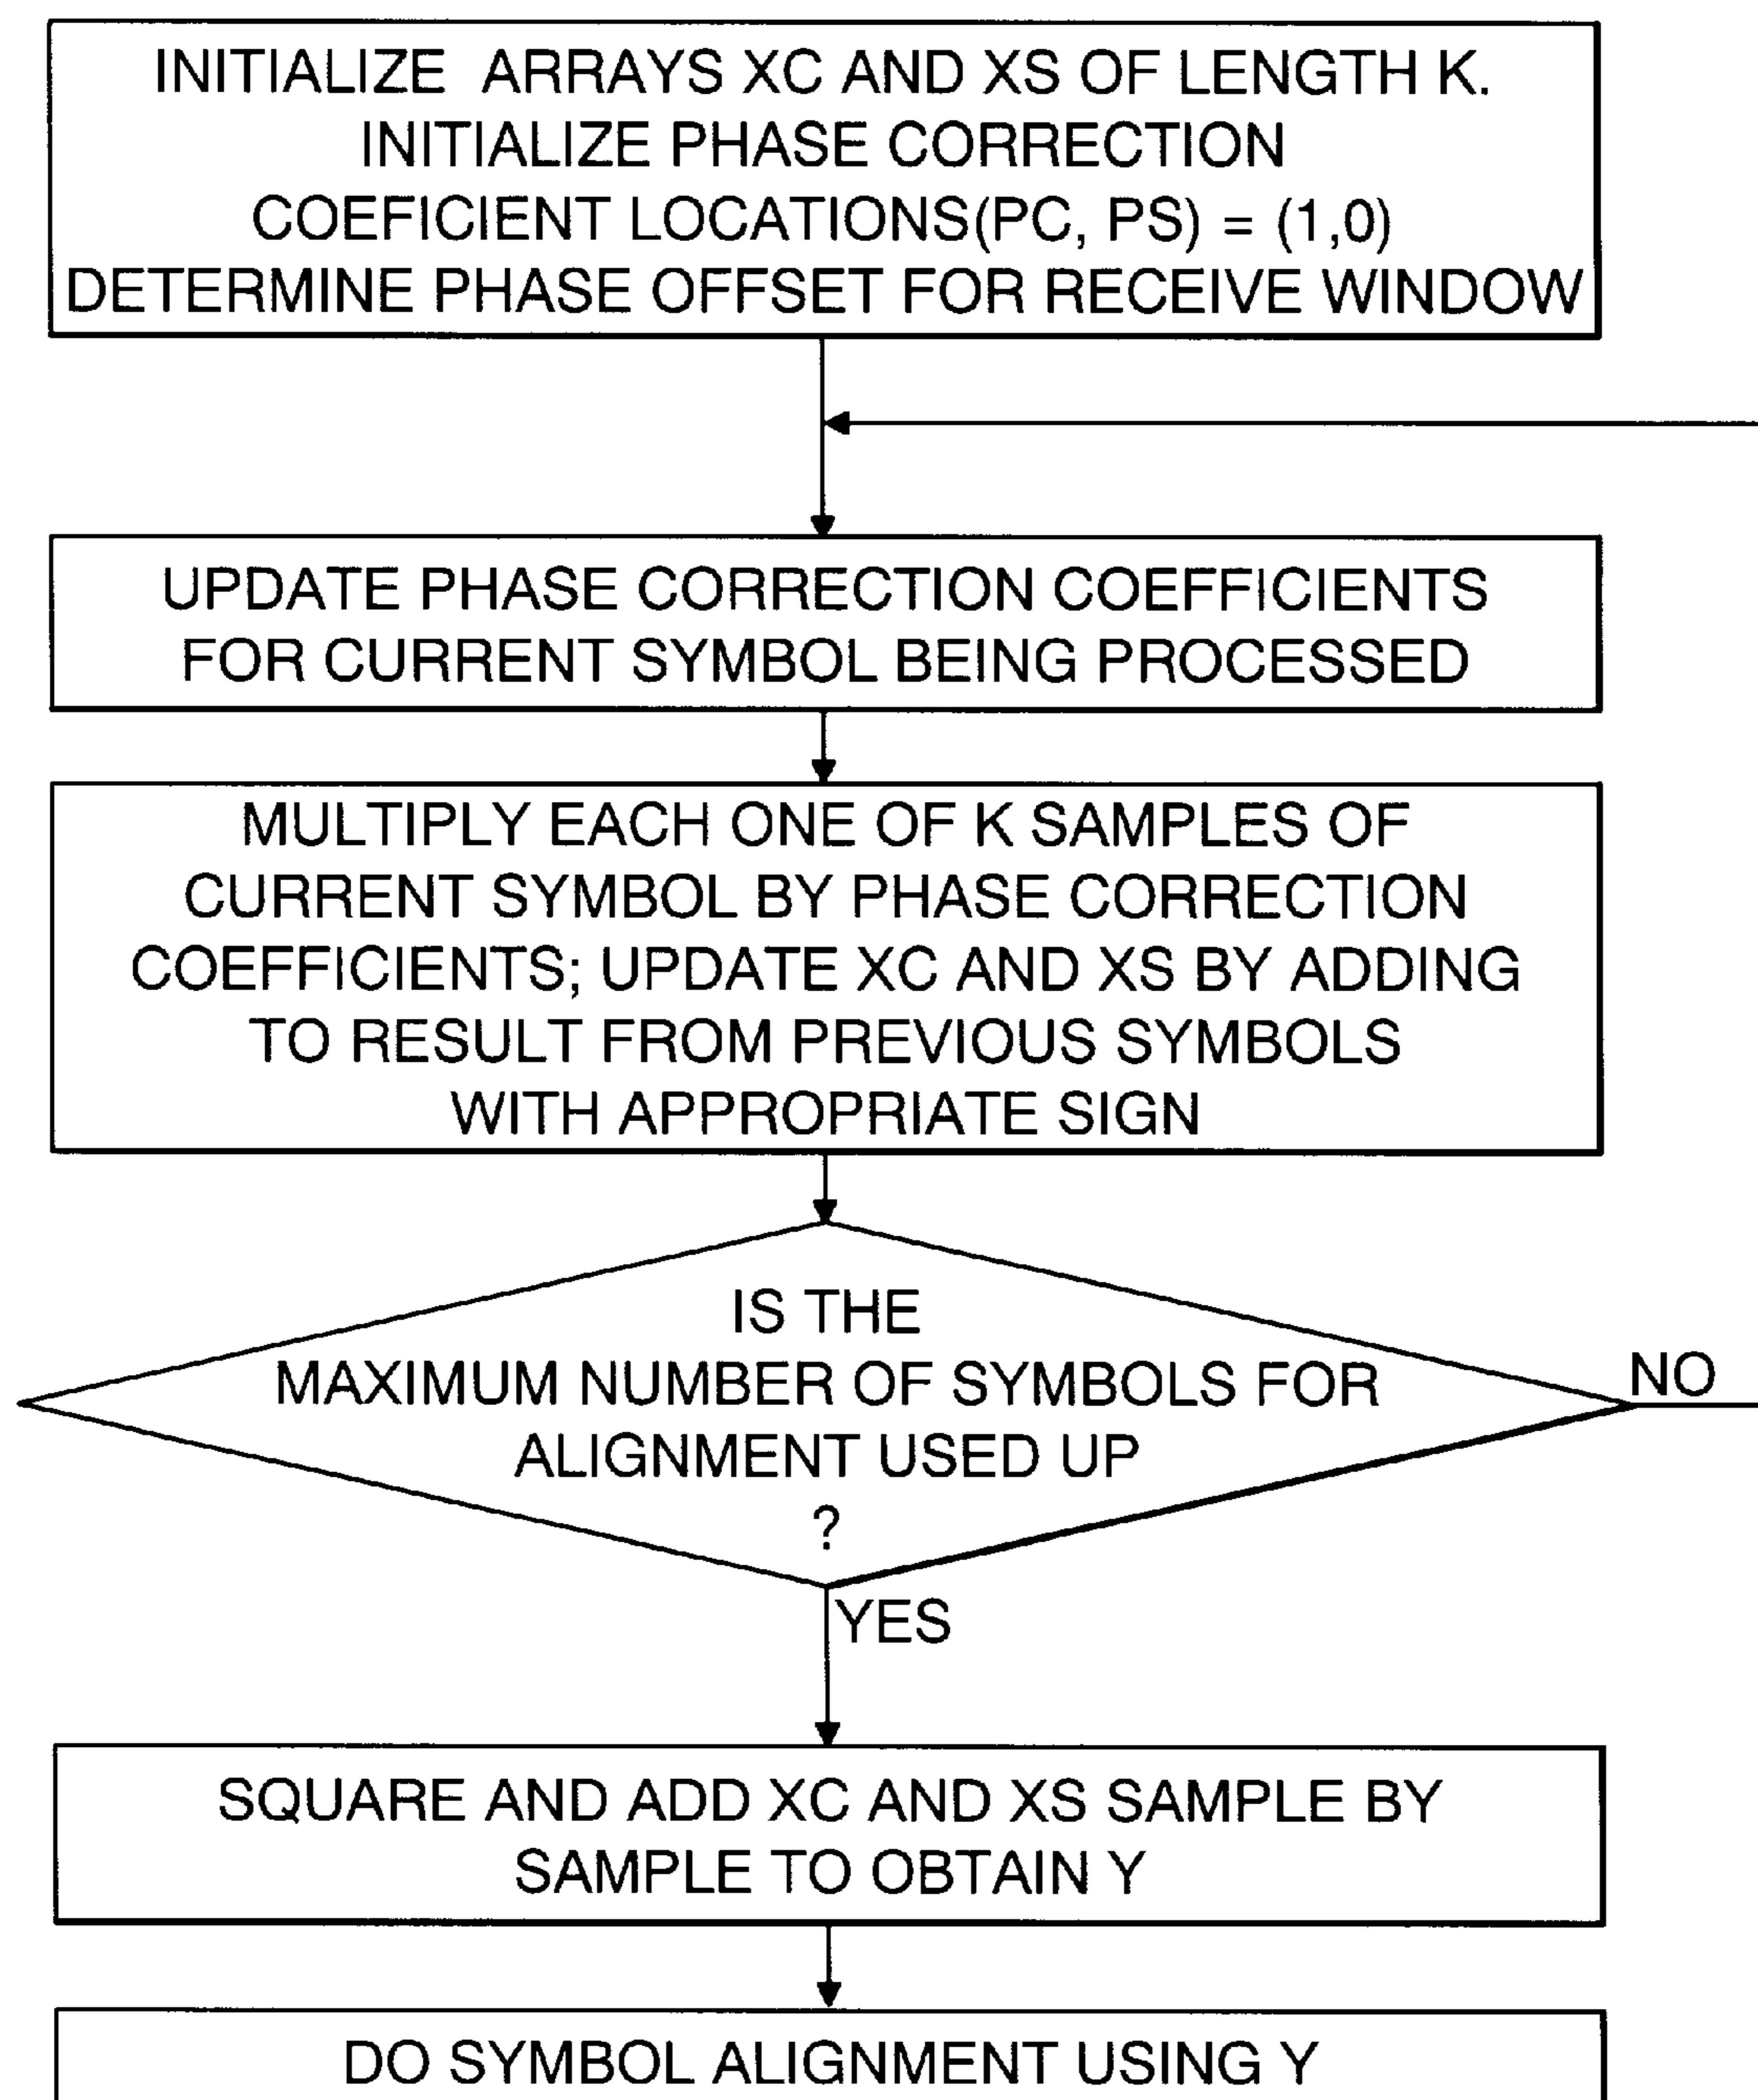 INITIALIZE ARRAYS XC AND XS OF LENGTH K.
INITIALIZE PHASE CORRECTION
COEFICIENT LOCATIONS(PC, PS) = (1,0)
DETERMINE PHASE OFFSET FOR RECEIVE WINDOW
UPDATE PHASE CORRECTION COEFFICIENTS
FOR CURRENT SYMBOL BEING PROCESSED
MULTIPLY EACH ONE OF K SAMPLES OF
CURRENT SYMBOL BY PHASE CORRECTION
COEFFICIENTS; UPDATE XC AND XS BY ADDING
TO RESULT FROM PREVIOUS SYMBOLS
WITH APPROPRIATE SIGN
IS THE
MAXIMUM NUMBER OF SYMBOLS FOR
ALIGNMENT USED UP
?
NO
YES
SQUARE AND ADD XC AND XS SAMPLE BY
SAMPLE TO OBTAIN Y
DO SYMBOL ALIGNMENT USING Y